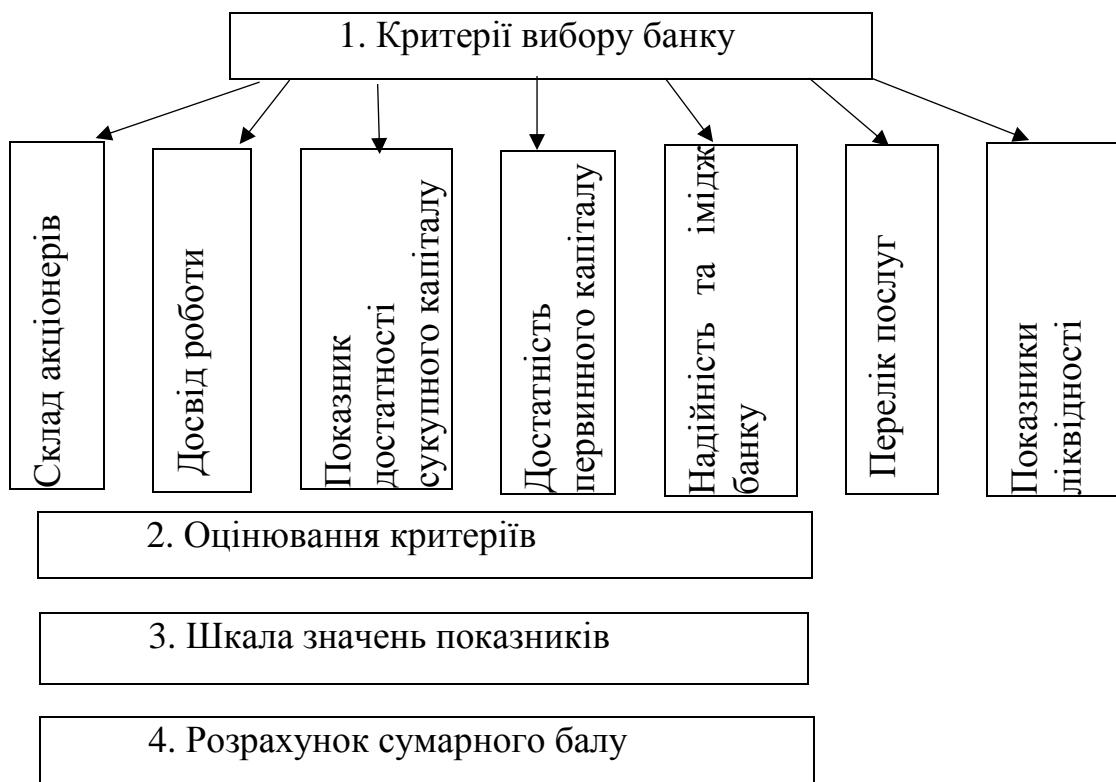 1. Критерії вибору банку
Склад акціонерів
Досвід роботи
Показник
достатності
сукупного капіталу
Достатність
первинного капіталу
Надійність та імідж
банку
Перелік послуг
Показники
ліквідності
2. Оцінювання критеріїв
3. Шкала значень показників
4. Розрахунок сумарного балу